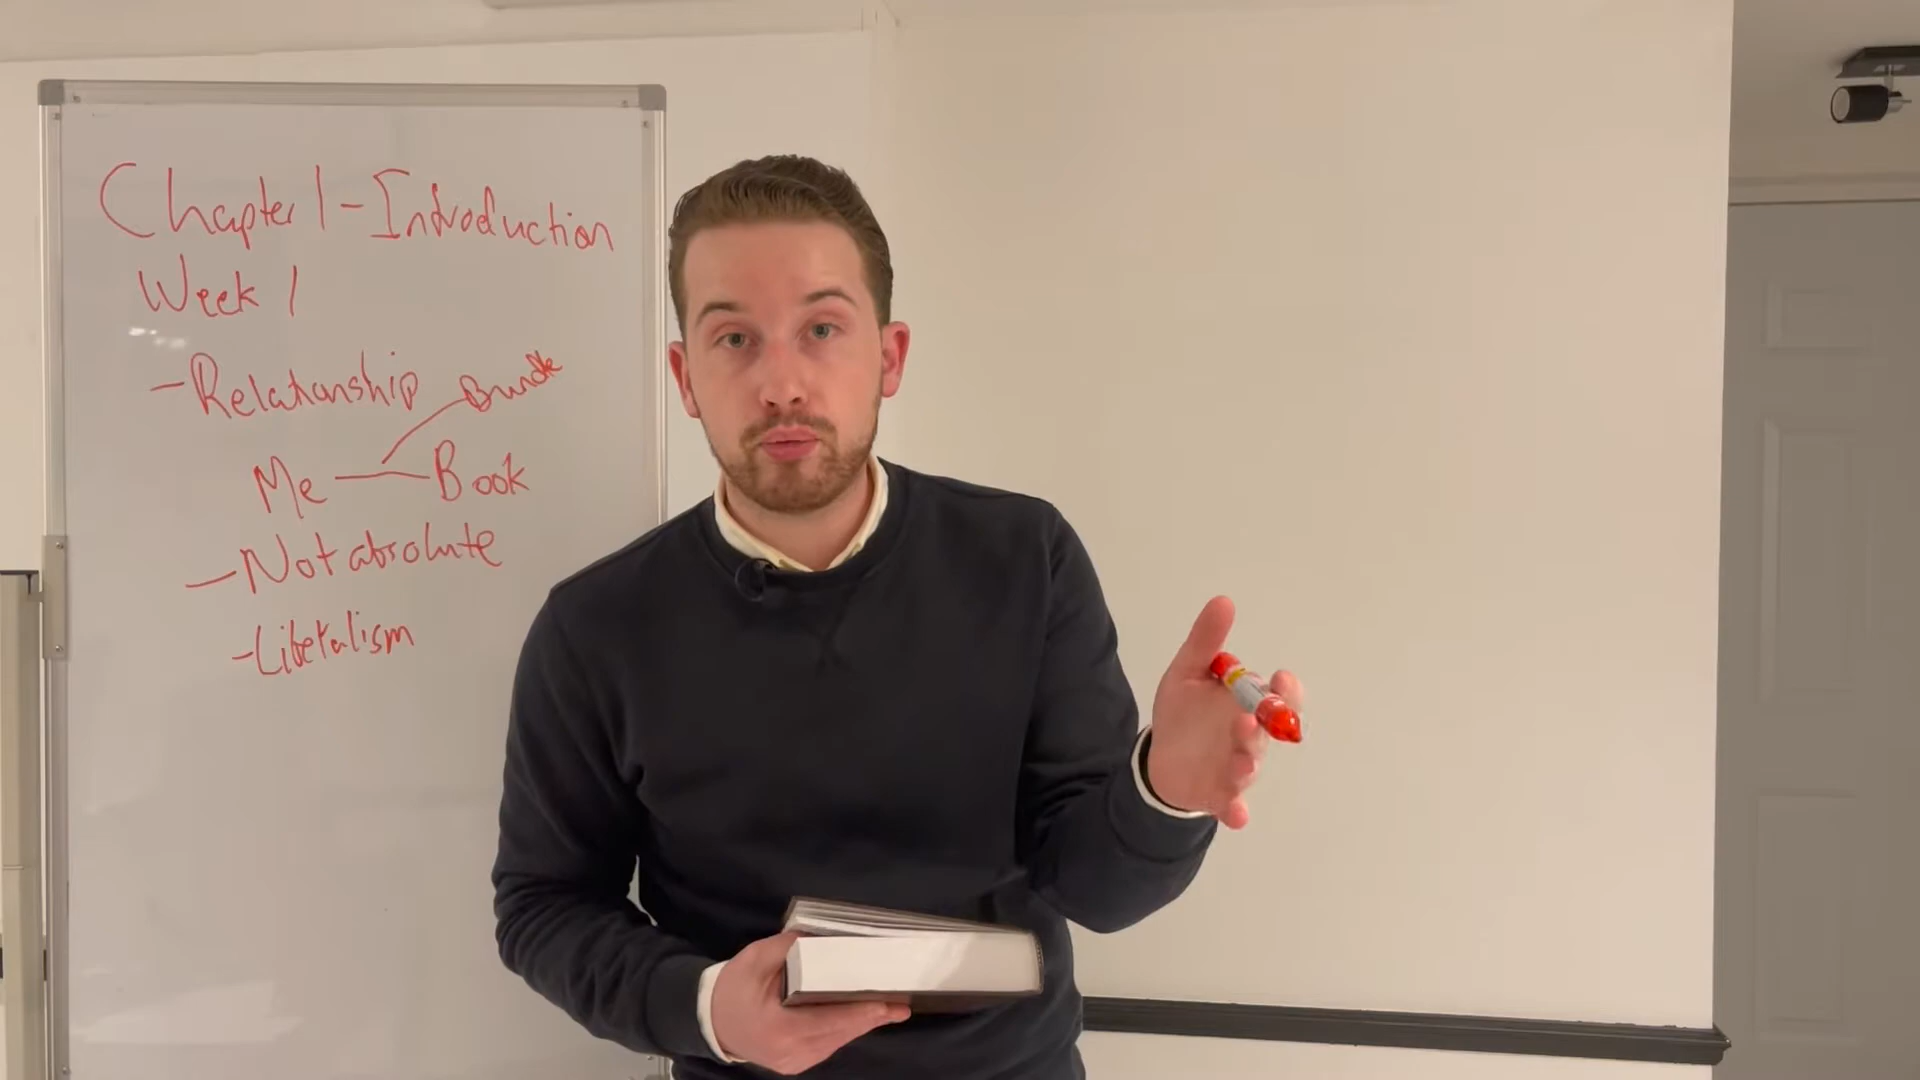 Chapter 1 - Introduction
Week 1
- Relationship
Bundle
Me — Book
- Not absolute
- Liberalism